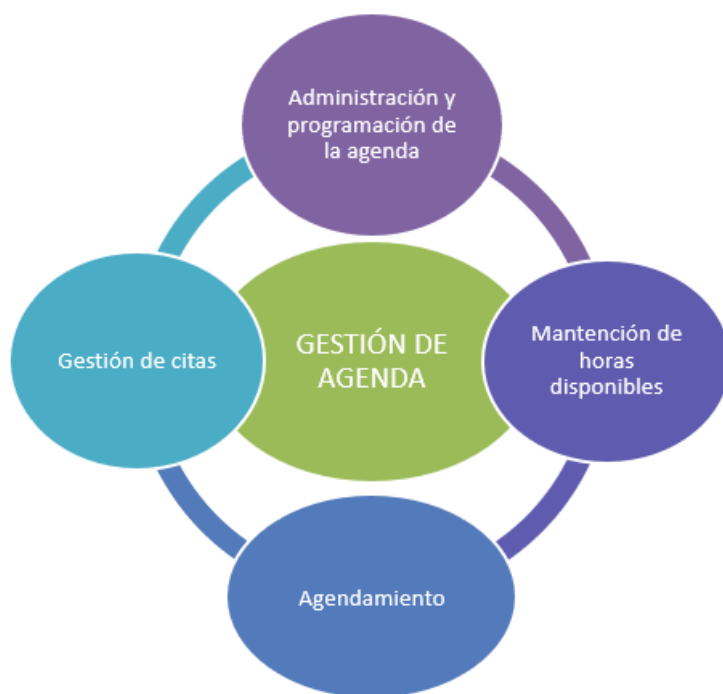 Administración y
programación de
la agenda
GESTIÓN DE
AGENDA
Mantención de
horas
disponibles
Gestión de citas
Agendamiento